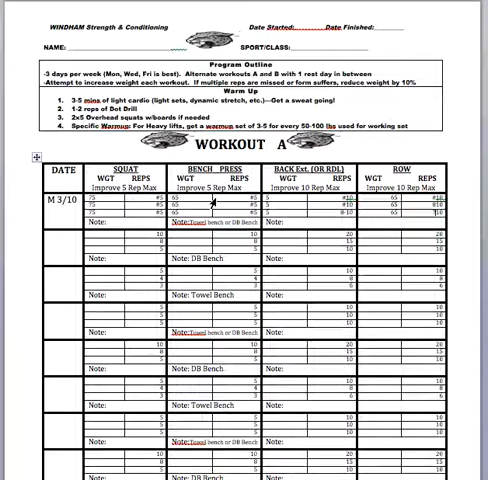 WINDHAM Strength & Conditioning Date Started:________Date Finished:________
NAME: ________ SPORT/CLASS:________
Program Outline
-3 days per week (Mon, Wed, Fri is best). Alternate workouts A and B with 1 rest day in between
-Attempt to increase weight each workout. If multiple reps are missed or form suffers, reduce weight by 10%
Warm Up
1. 3-5 mins of light cardio (light sets, dynamic stretch, etc.)—Get a sweat going!
2. 1-2 reps of Dot Drill
3. 2x5 Overhead squats w/boards if needed
4. Specific Warmup: For Heavy lifts, get a warmup set of 3-5 for every 50-100 lbs used for working set
WORKOUT A
DATE SQUAT BENCH PRESS BACK Ext. (OR RDL) ROW
WGT REPS WGT REPS WGT REPS WGT REPS
Improve 5 Rep Max Improve 5 Rep Max Improve 10 Rep Max Improve 10 Rep Max
M 3/10 75 #5 65 #5 5 #10 65 #10
75 #5 65 #5 5 #10 65 #10
75 #5 65 #5 5 8-10 65 10
Note: Note:Towel bench or DB Bench Note: Note:
10 10 20 20
8 8 15 15
5 5 10 10
Note: Note: DB Bench Note:
5 5 10 10
4 4 8 8
3 3 6 6
Note: Note: Towel Bench Note:
5 5 10 10
5 5 10 10
5 5 10 10
Note: Note:Towel bench or DB Bench Note:
10 10 20 20
8 8 15 15
5 5 10 10
Note: Note: DB Bench Note:
5 5 10 10
4 4 8 8
3 3 6 6
Note: Note: Towel Bench Note:
5 5 10 10
5 5 10 10
5 5 10 10
Note: Note:Towel bench or DB Bench Note:
10 10 20 20
8 8 15 15
5 5 10 10
Note: Note: DB Bench Note: